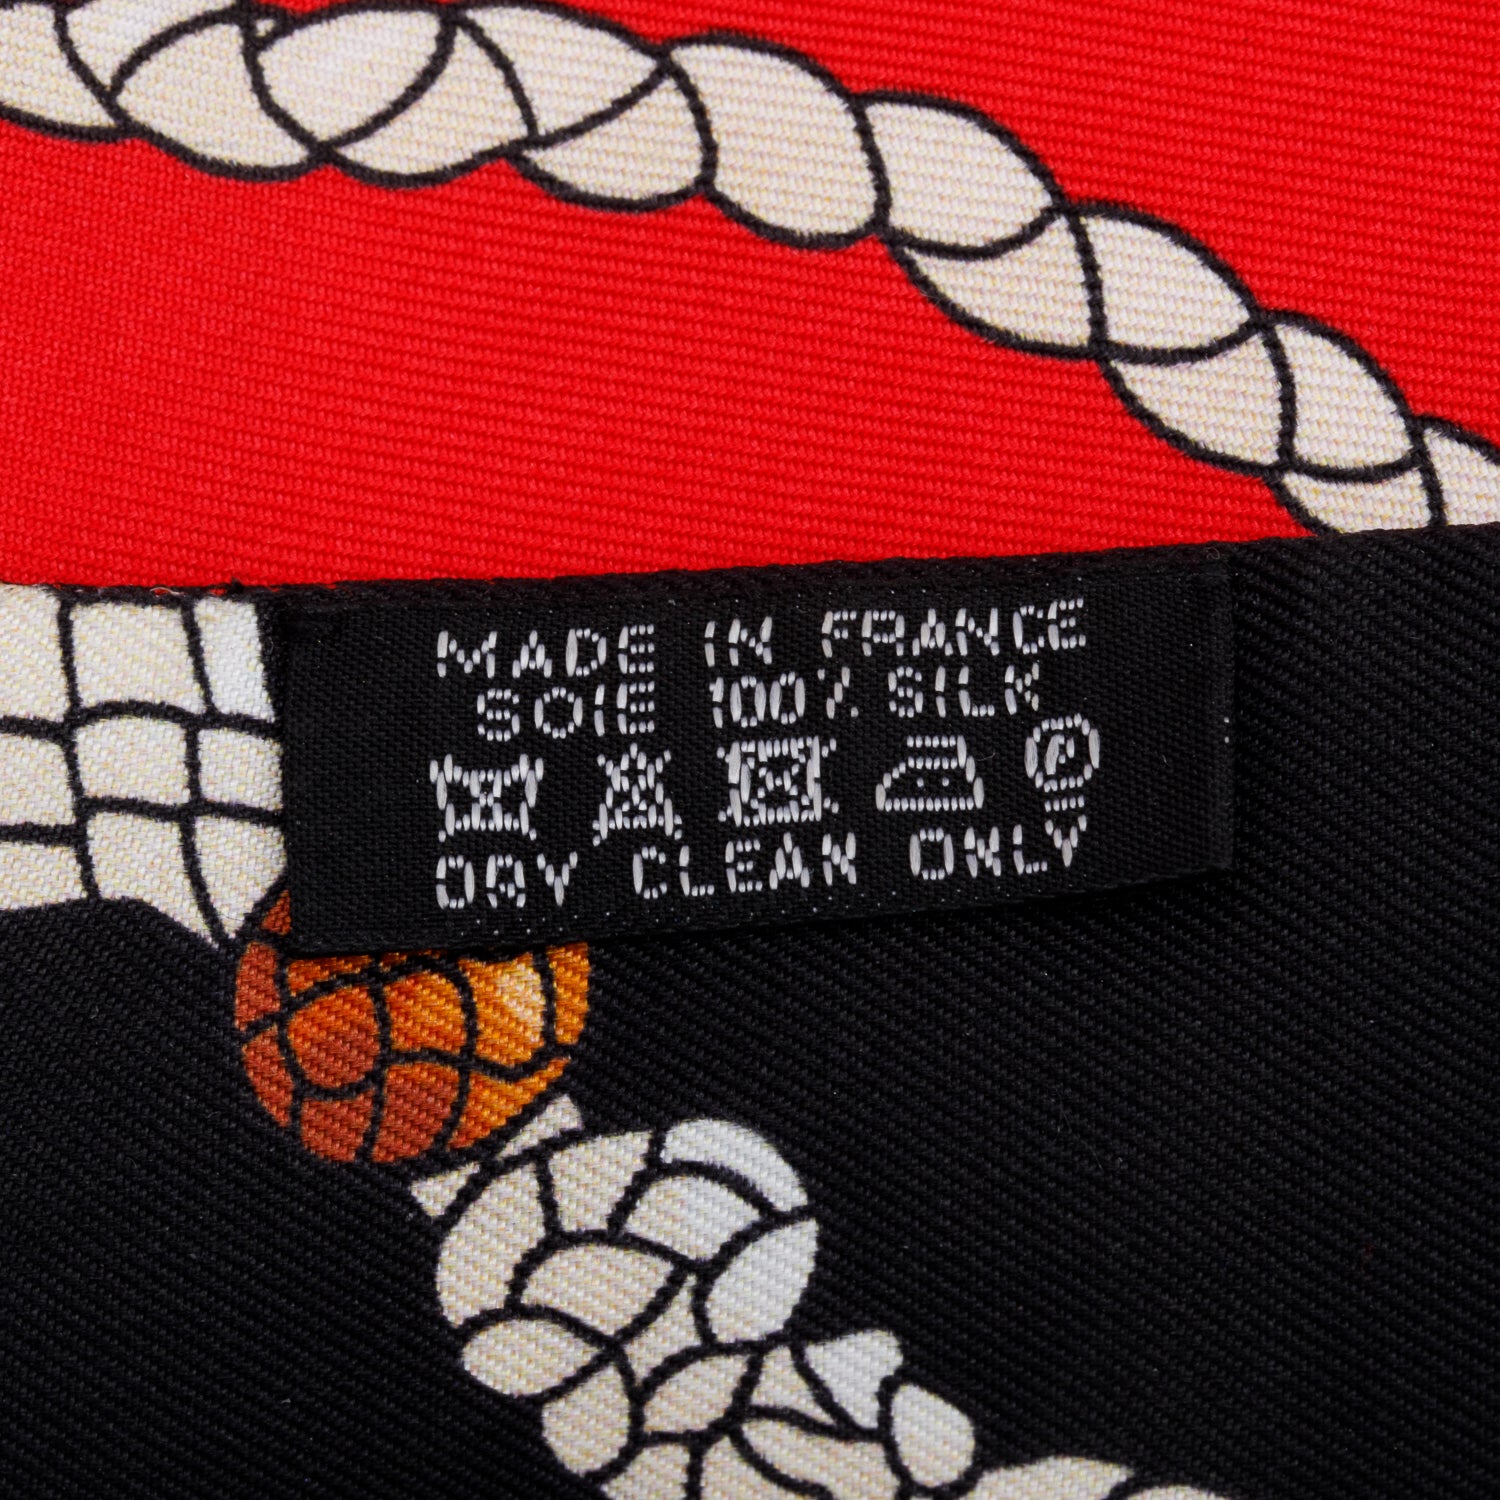 MADE IN FRANCE
SOIE 100% SILK
P
DRY CLEAN ONLY